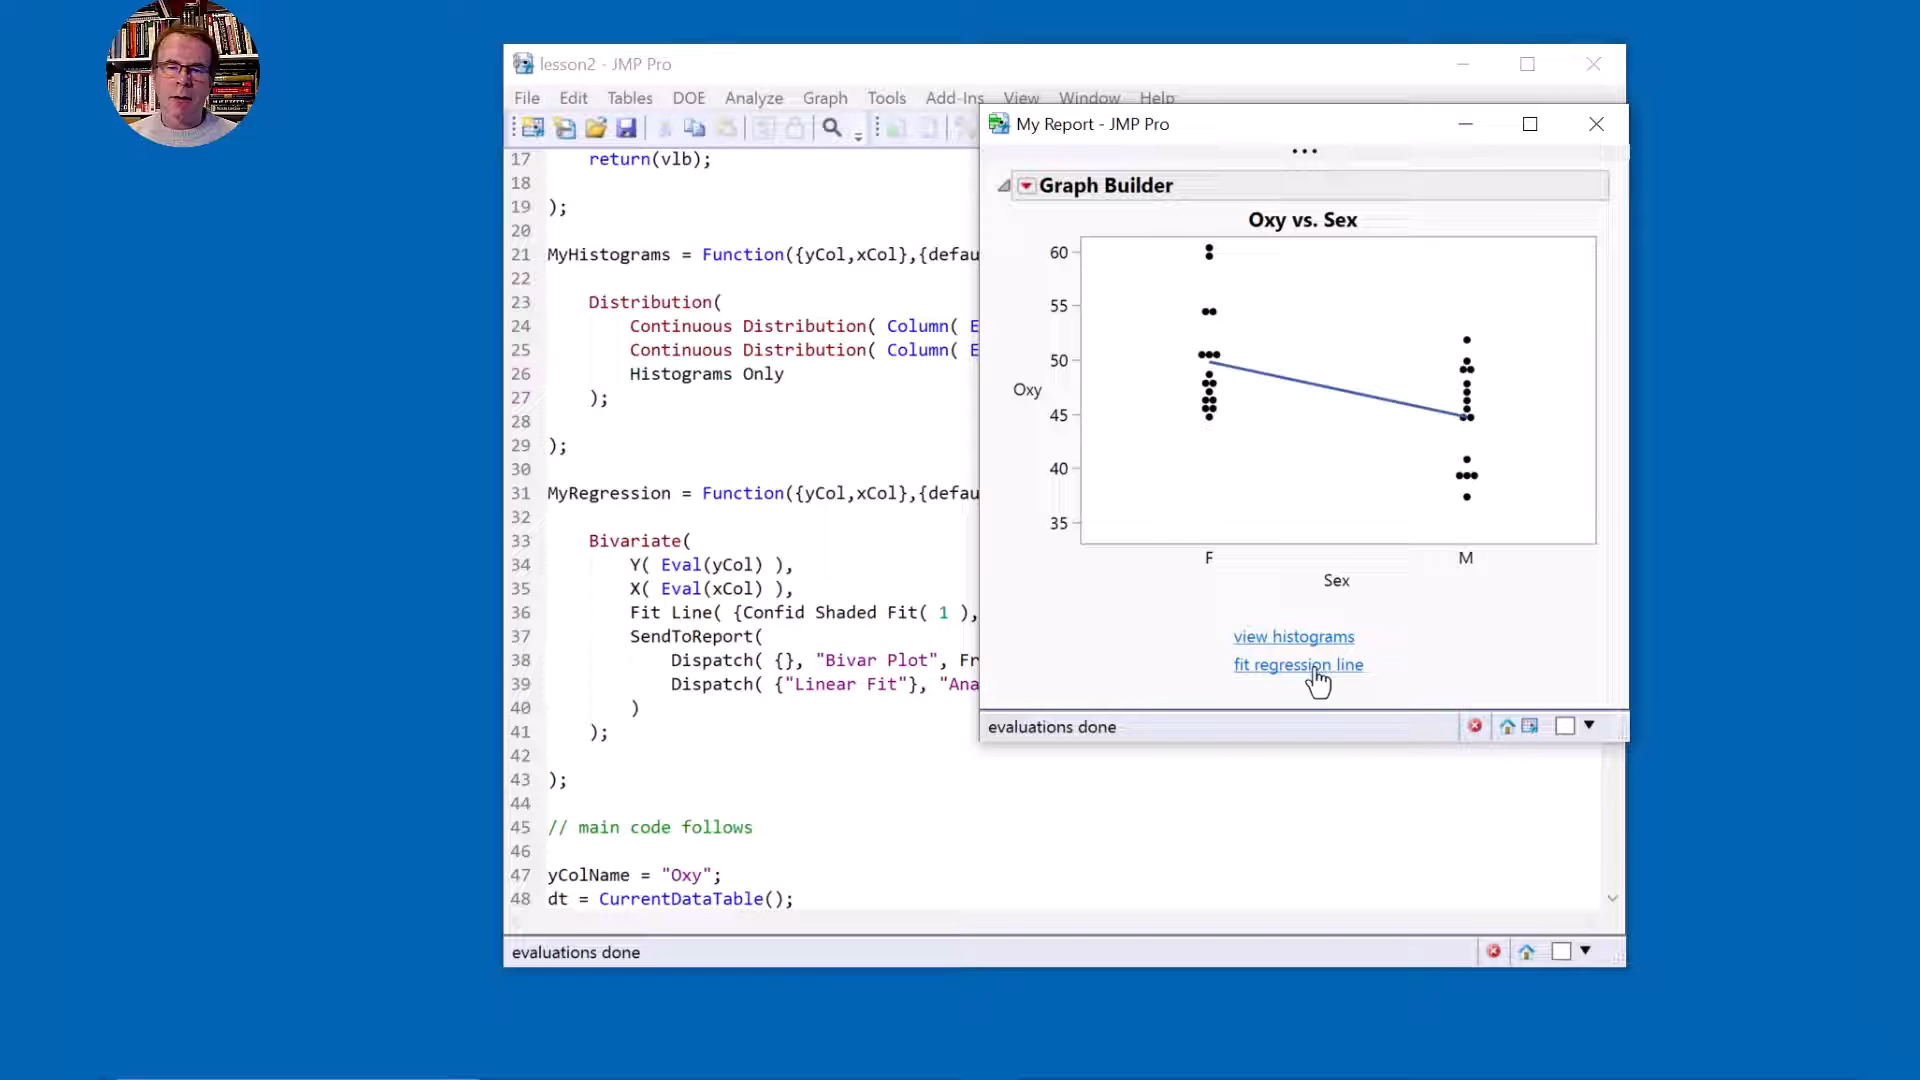 lesson2 - JMP Pro
File Edit Tables DOE Analyze Graph Tools Add-Ins View Window Help
17 return(vlb);
18
19 );
20
21 MyHistograms = Function({yCol,xCol},{defau
22
23 Distribution(
24 Continuous Distribution( Column( E
25 Continuous Distribution( Column( E
26 Histograms Only
27 );
28
29 );
30
31 MyRegression = Function({yCol,xCol},{defau
32
33 Bivariate(
34 Y( Eval(yCol) ),
35 X( Eval(xCol) ),
36 Fit Line( {Confid Shaded Fit( 1 ),
37 SendToReport(
38 Dispatch( {}, "Bivar Plot", Fr
39 Dispatch( {"Linear Fit"}, "Ana
40 )
41 );
42
43 );
44
45 // main code follows
46
47 yColName = "Oxy";
48 dt = CurrentDataTable();
evaluations done
My Report - JMP Pro
Graph Builder
Oxy vs. Sex
60
55
50
Oxy
45
40
35
F M
Sex
view histograms
fit regression line
evaluations done